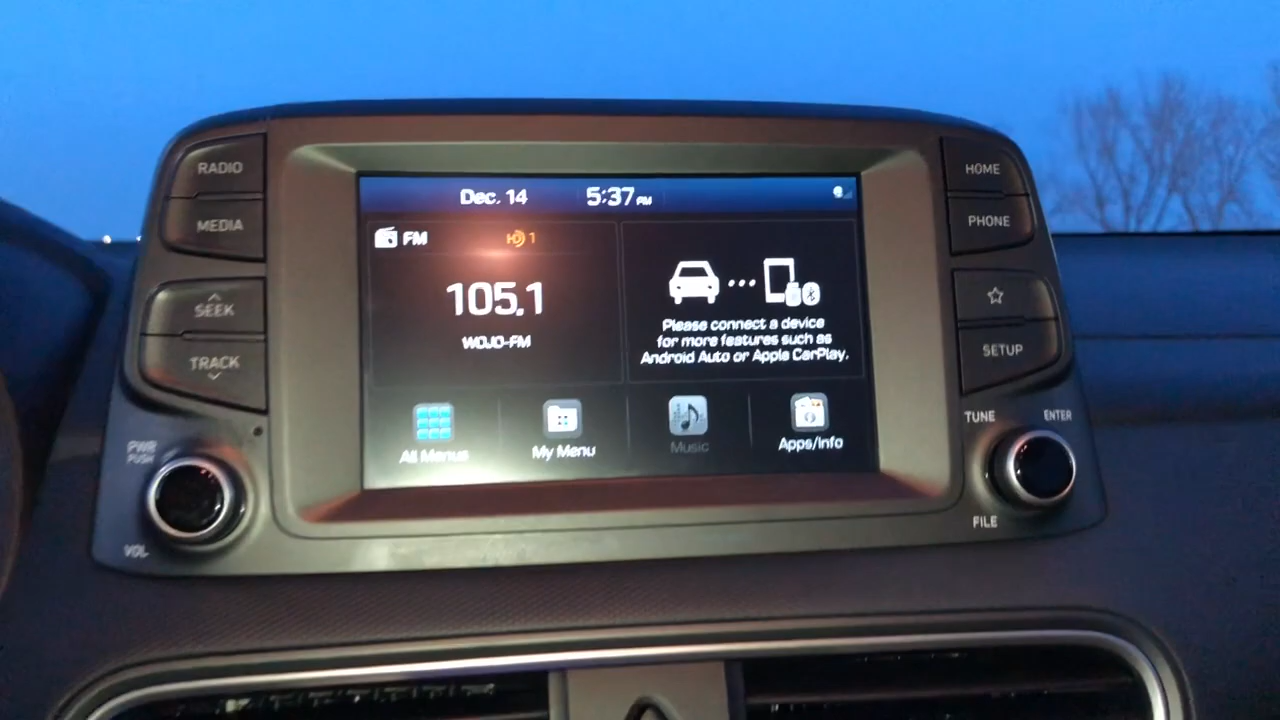 RADIO
MEDIA
SEEK
TRACK
PWR
PUSH
VOL
Dec. 14 5:37 PM
FM HD 1
105.1
WOJO-FM
Please connect a device
for more features such as
Android Auto or Apple CarPlay.
All Menus My Menu Music Apps/Info
HOME
PHONE
SETUP
TUNE ENTER
FILE